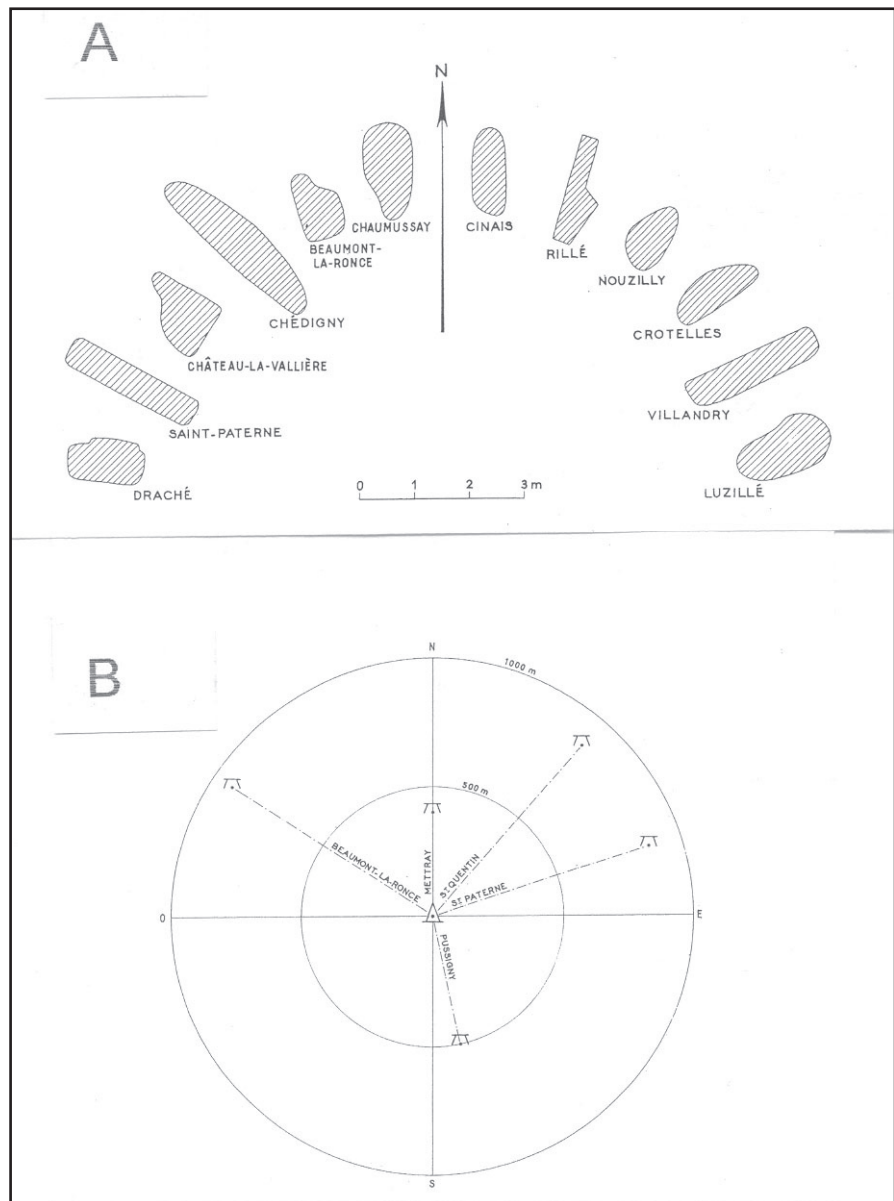 A
N
CHAUMUSSAY
CINAIS
BEAUMONT-
LA-RONCE
RILLÉ
NOUZILLY
CHÉDIGNY
CROTELLES
CHÂTEAU-LA-VALLIÈRE
VILLANDRY
SAINT-PATERNE
DRACHÉ
LUZILLÉ
0 1 2 3 m
B
N
1000 m
500 m
BEAUMONT-LA-RONCE
METTRAY
St QUENTIN
St PATERNE
O
E
PUSSIGNY
S